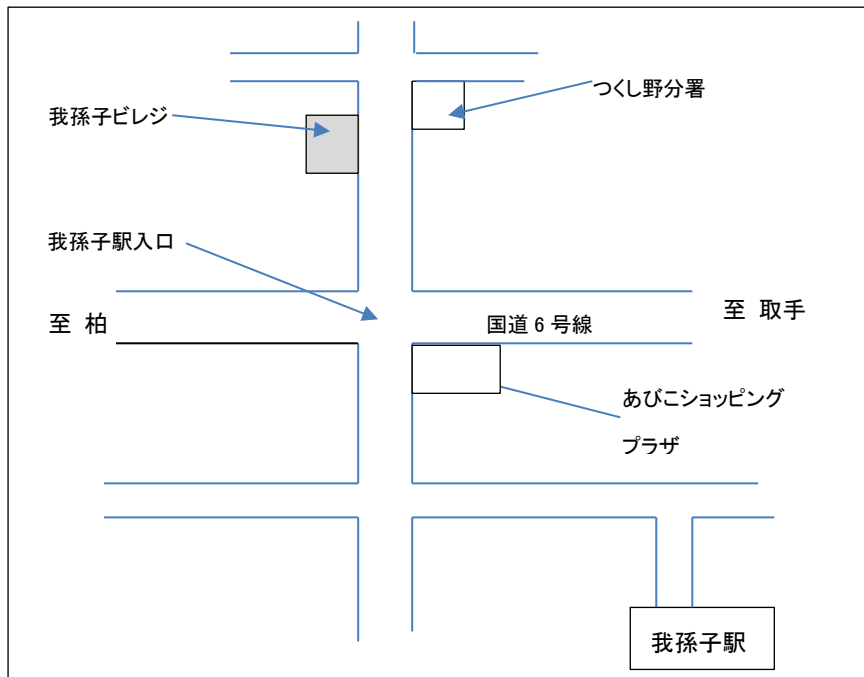 つくし野分署
我孫子ビレジ
我孫子駅入口
至 柏
国道 6 号線
至 取手
あびこショッピング
プラザ
我孫子駅